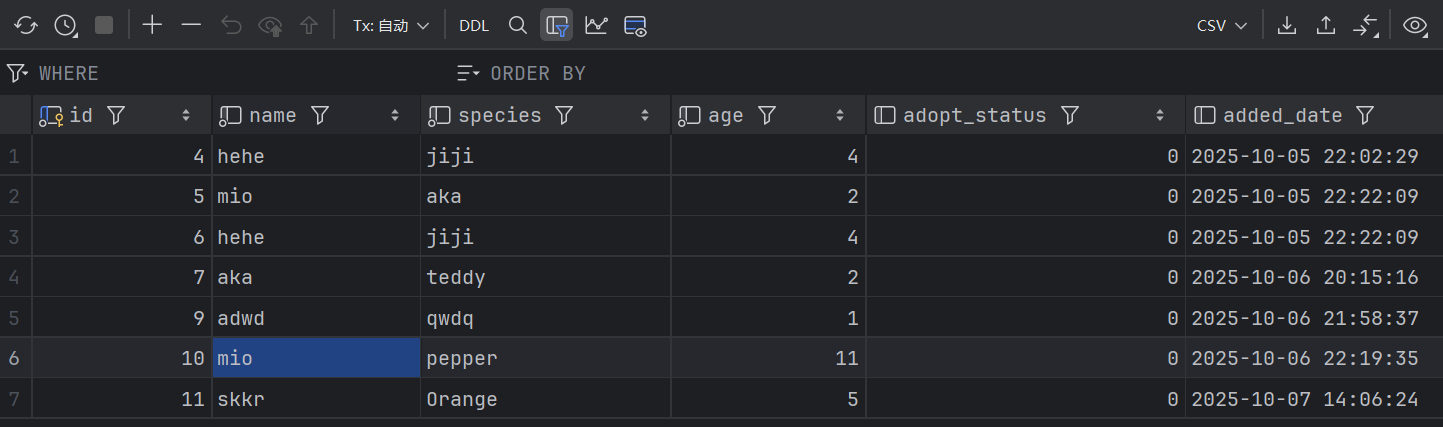 Tx: 自动 DDL CSV
WHERE ORDER BY
id name species age adopt_status added_date
1 4 hehe jiji 4 0 2025-10-05 22:02:29
2 5 mio aka 2 0 2025-10-05 22:22:09
3 6 hehe jiji 4 0 2025-10-05 22:22:09
4 7 aka teddy 2 0 2025-10-06 20:15:16
5 9 adwd qwdq 1 0 2025-10-06 21:58:37
6 10 mio pepper 11 0 2025-10-06 22:19:35
7 11 skkr Orange 5 0 2025-10-07 14:06:24